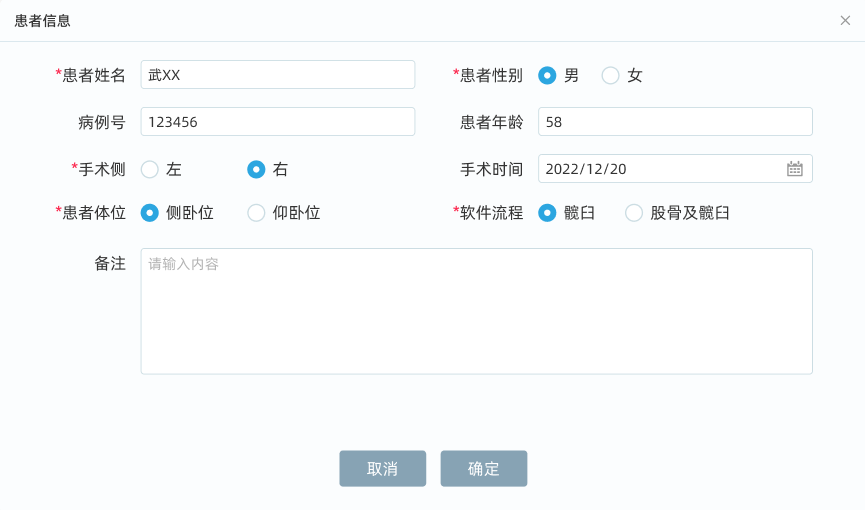 患者信息
*患者姓名 武XX *患者性别 男 女
病例号 123456 患者年龄 58
*手术侧 左 右 手术时间 2022/12/20
*患者体位 侧卧位 仰卧位 *软件流程 髋臼 股骨及髋臼
备注 请输入内容
取消 确定